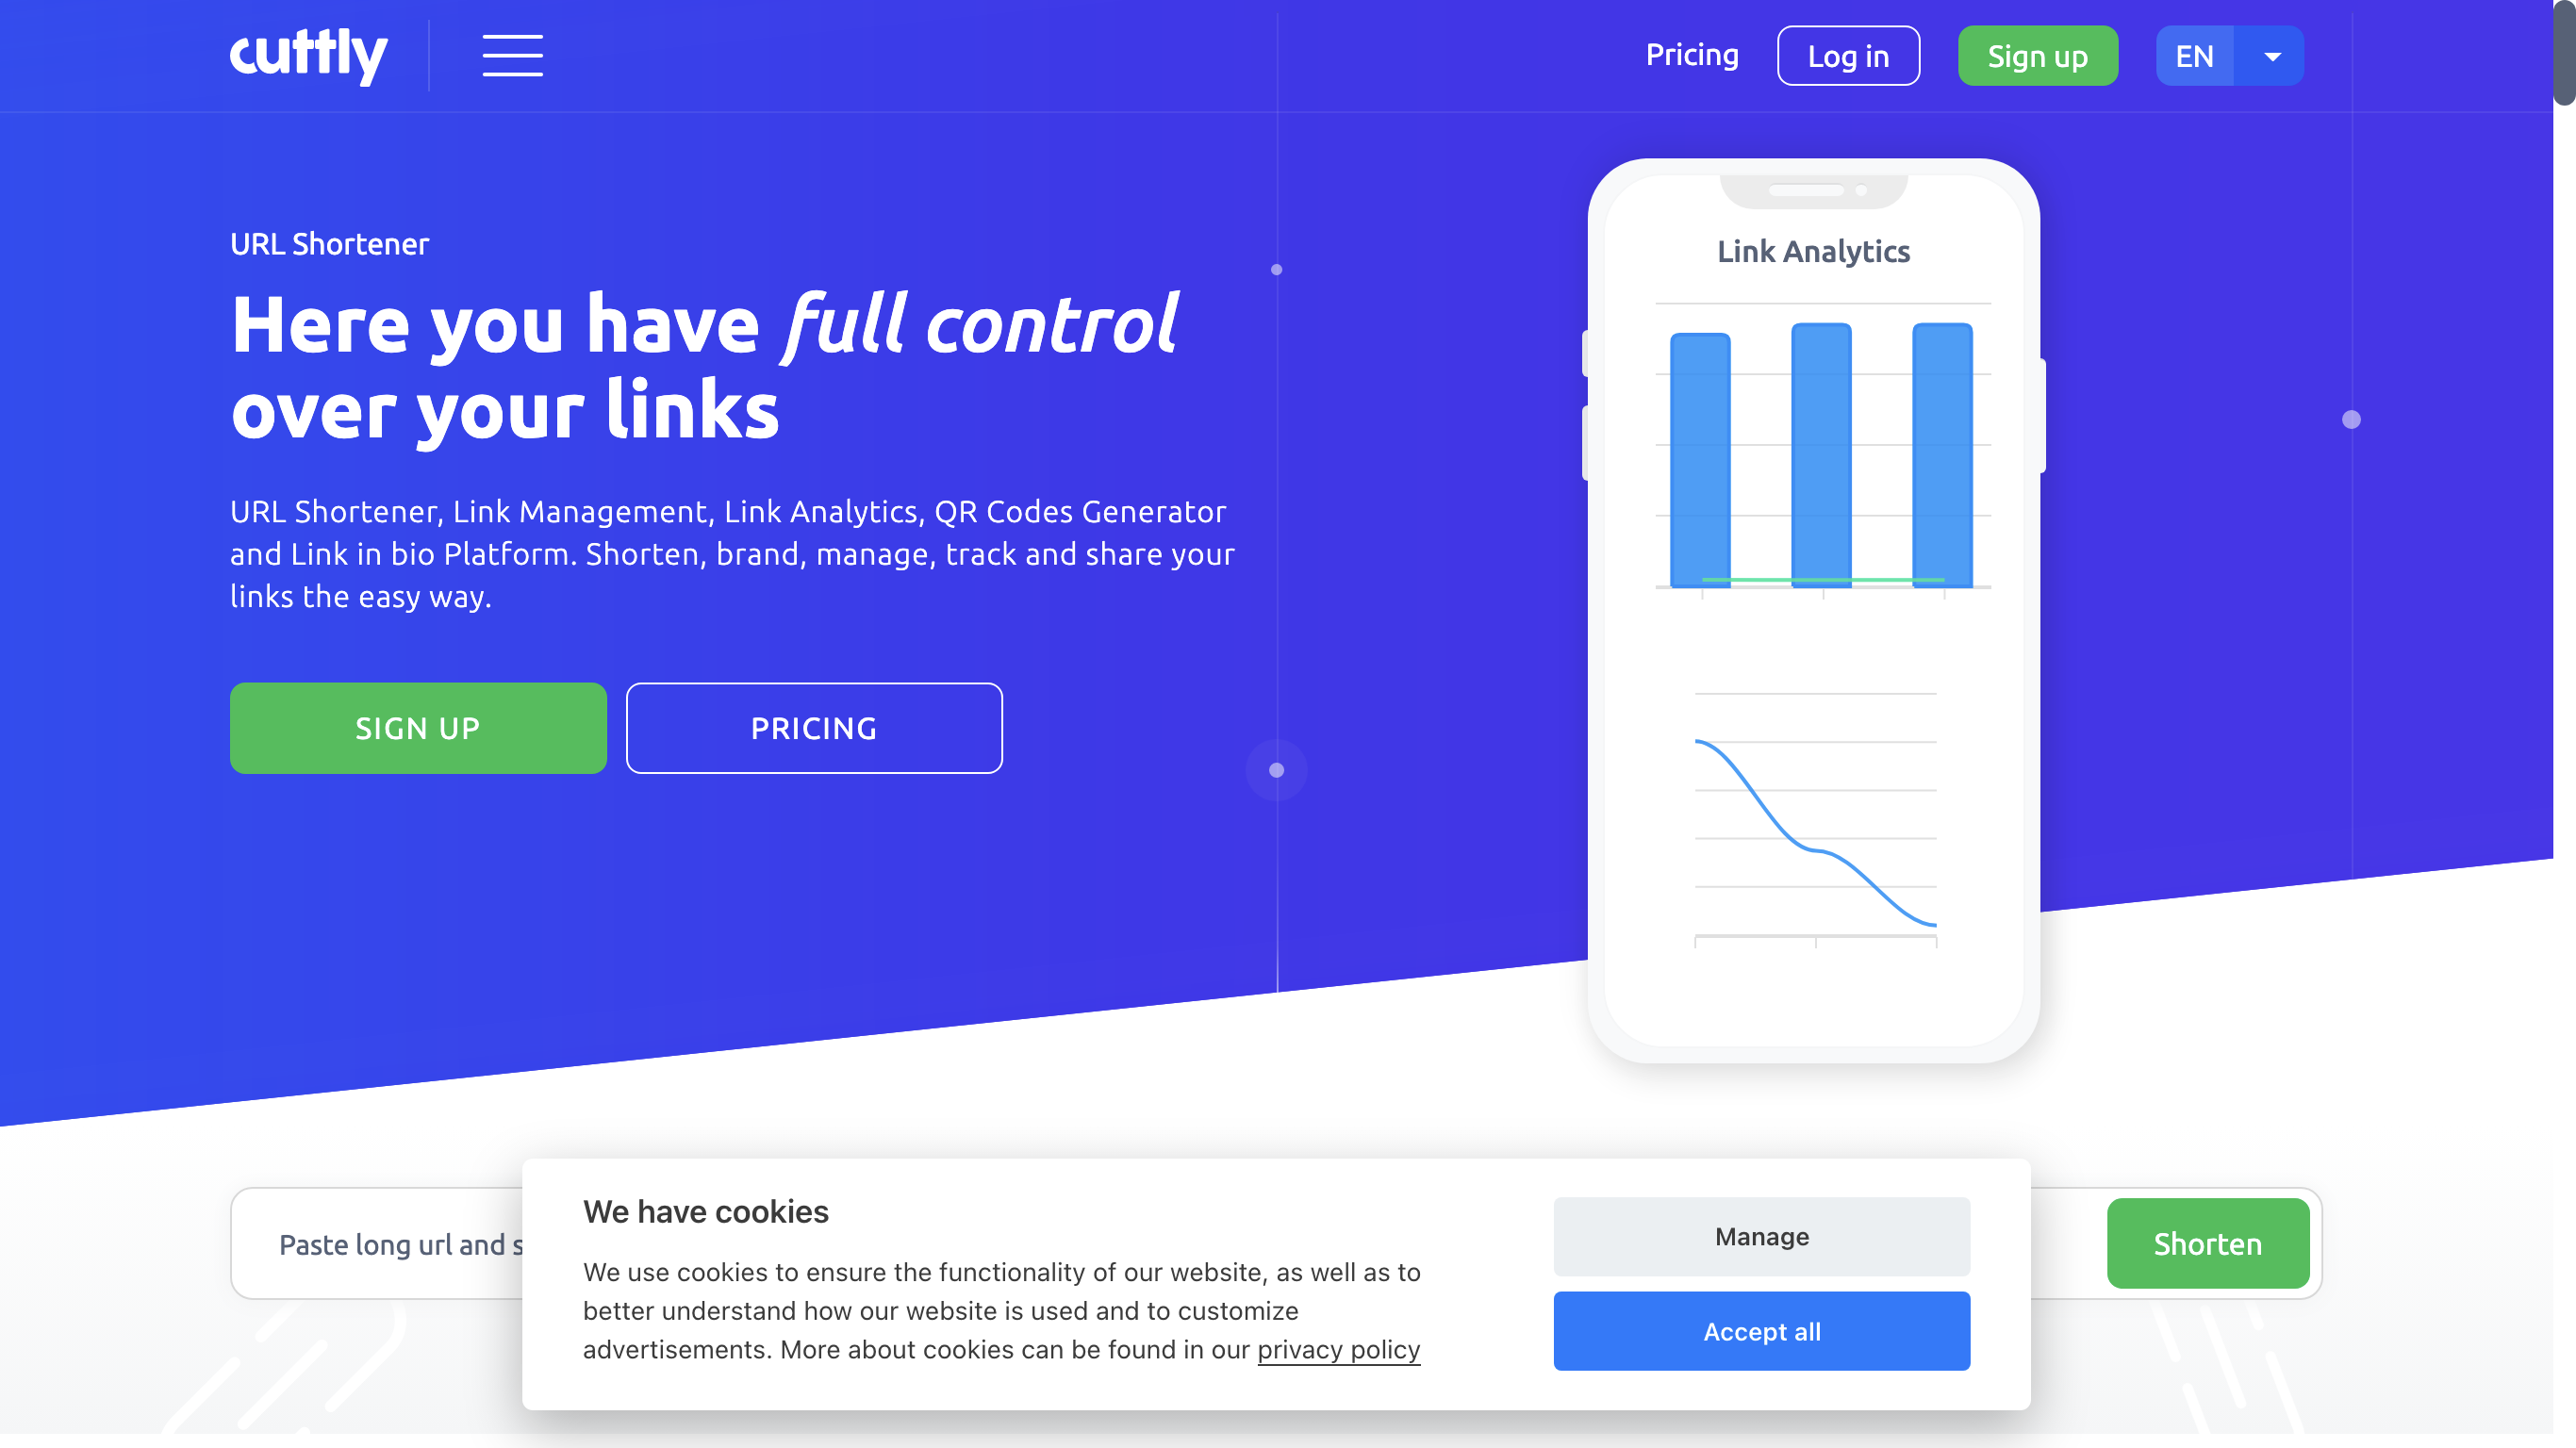 cuttly
Pricing
Log in
Sign up
EN
URL Shortener
Here you have full control
over your links
URL Shortener, Link Management, Link Analytics, QR Codes Generator
and Link in bio Platform. Shorten, brand, manage, track and share your
links the easy way.
SIGN UP
PRICING
Link Analytics
Paste long url and s
Shorten
We have cookies
We use cookies to ensure the functionality of our website, as well as to
better understand how our website is used and to customize
advertisements. More about cookies can be found in our privacy policy
Manage
Accept all